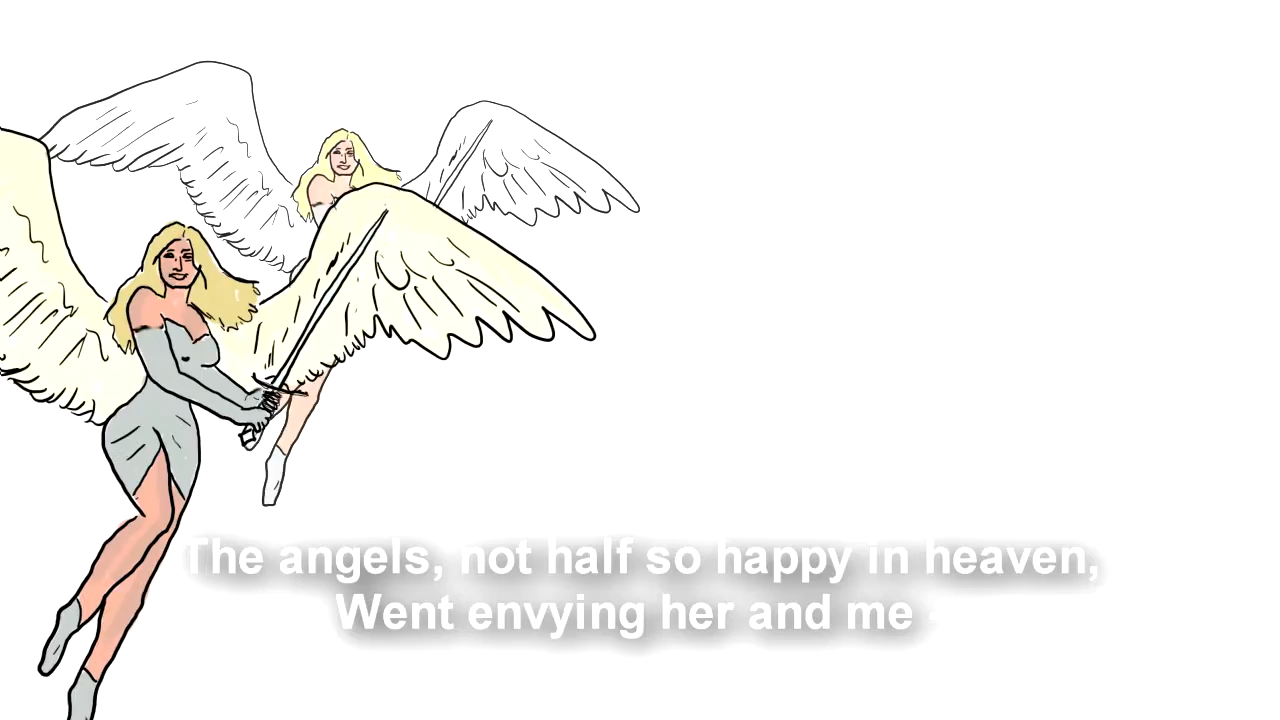 The angels, not half so happy in heaven,
Went envying her and me -